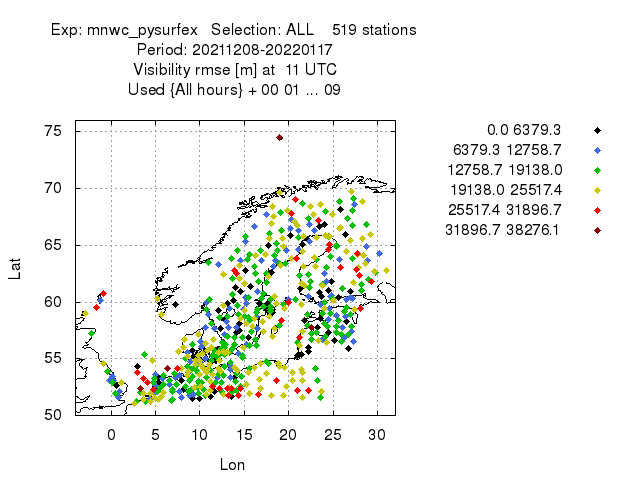 Exp: mnwc_pysurfex Selection: ALL 519 stations
Period: 20211208-20220117
Visibility rmse [m] at 11 UTC
Used {All hours} + 00 01 ... 09
0.0 6379.3
6379.3 12758.7
12758.7 19138.0
19138.0 25517.4
25517.4 31896.7
31896.7 38276.1
75
70
65
60
55
50
Lat
0 5 10 15 20 25 30
Lon